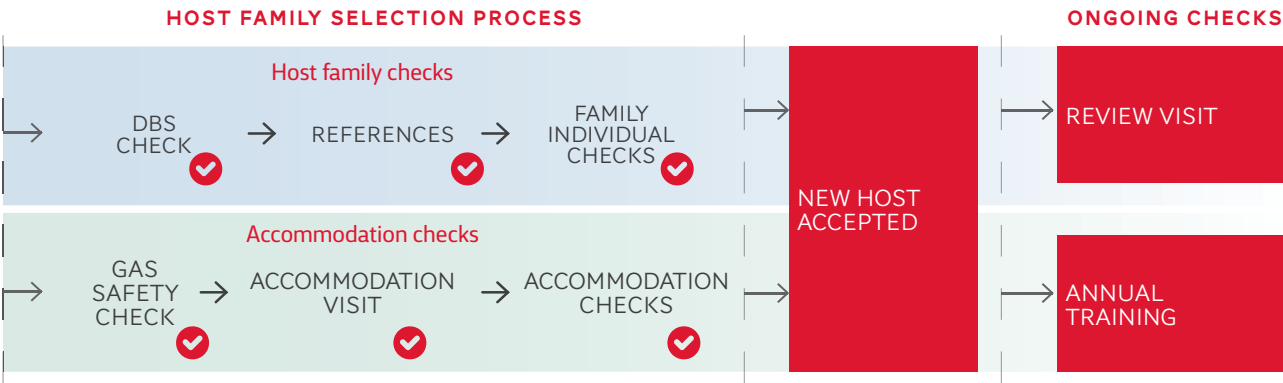 HOST FAMILY SELECTION PROCESS
ONGOING CHECKS
Host family checks
DBS
CHECK
REFERENCES
FAMILY
INDIVIDUAL
CHECKS
Accommodation checks
GAS
SAFETY
CHECK
ACCOMMODATION
VISIT
ACCOMMODATION
CHECKS
NEW HOST
ACCEPTED
REVIEW VISIT
ANNUAL
TRAINING